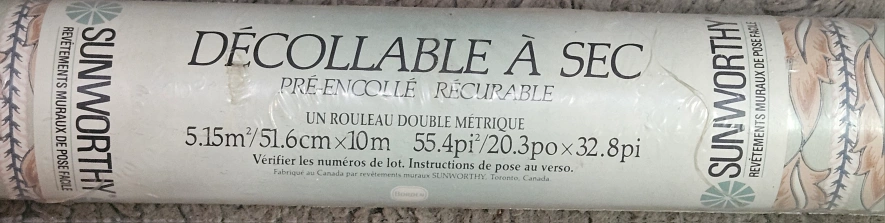 SUNWORTHY
REVÊTEMENTS MURAUX DE POSE FACILE
DÉCOLLABLE À SEC
PRÉ-ENCOLLÉ RÉCURABLE
UN ROULEAU DOUBLE MÉTRIQUE
5.15m²/51.6cm×10m 55.4pi²/20.3po×32.8pi
Vérifier les numéros de lot. Instructions de pose au verso.
Fabriqué au Canada par revêtements muraux SUNWORTHY. Toronto, Canada.
SUNWORTHY
REVÊTEMENTS MURAUX DE POSE FACILE